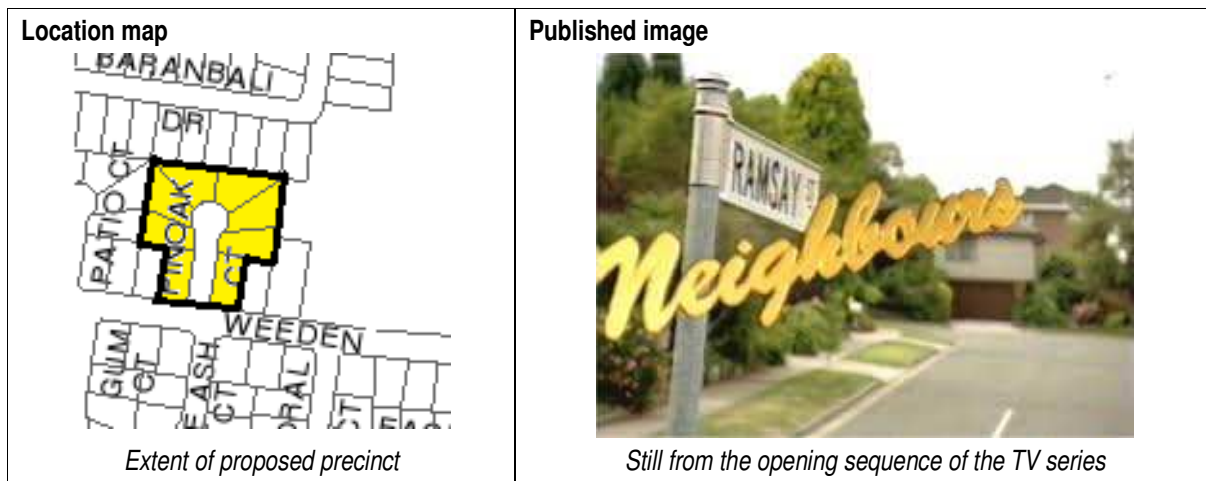 Location map
BARANBALI
DR
PATIO CT
PINOAK
CT
WEEDEN
GUM
CT
ASH
CT
CT
Extent of proposed precinct
Published image
RAMSAY ST
Neighbours
Still from the opening sequence of the TV series